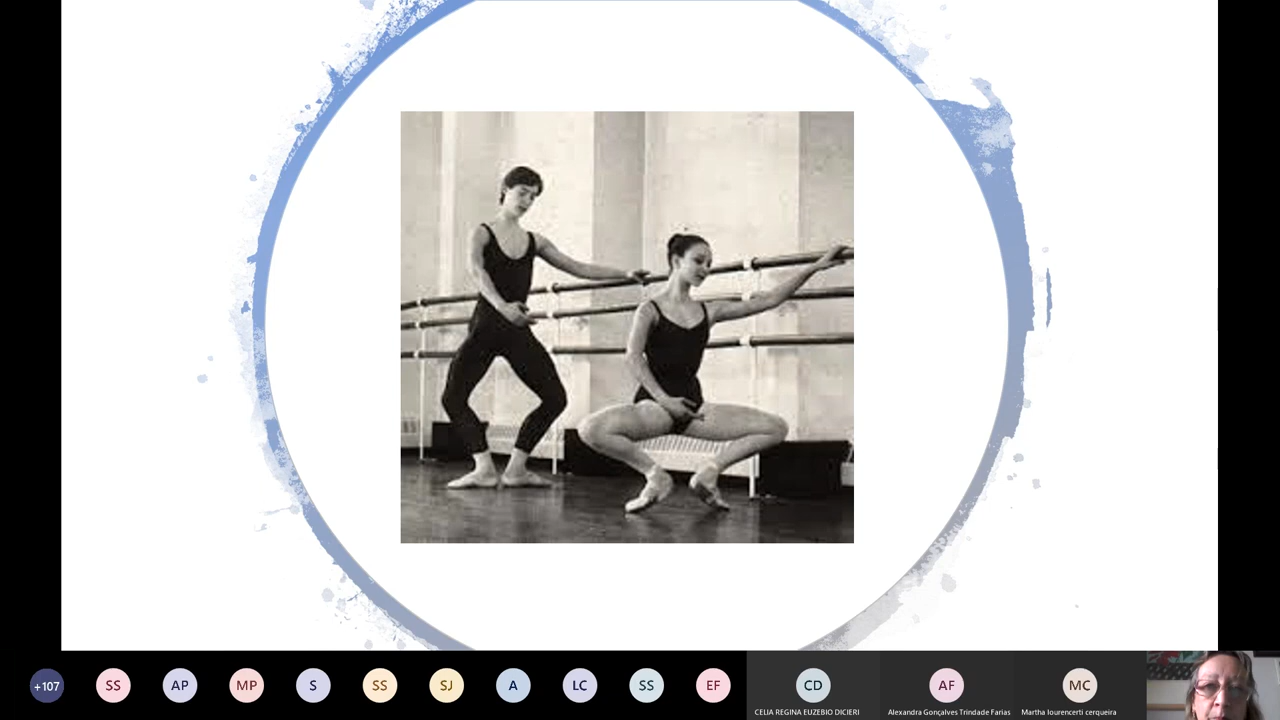 +107
SS
AP
MP
S
SS
SJ
A
LC
SS
EF
CD
AF
MC
CELIA REGINA EUZEBIO DICIERI
Alexandra Gonçalves Trindade Farias
Martha lourencerti cerqueira